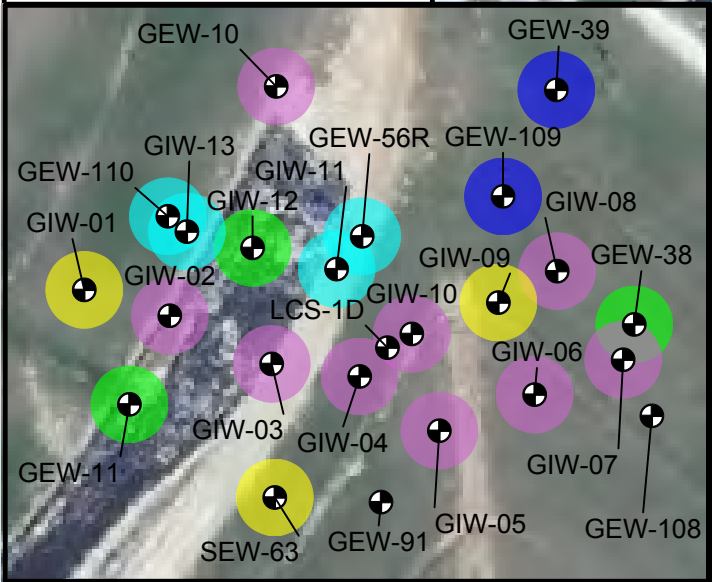 GEW-39
GEW-10
GEW-56R
GEW-109
GIW-13
GIW-11
GEW-110
GIW-12
GIW-08
GIW-01
GIW-09
GEW-38
GIW-02
GIW-10
LCS-1D
GIW-06
GIW-03
GIW-04
GIW-07
GEW-11
GIW-05
GEW-108
GEW-91
SEW-63